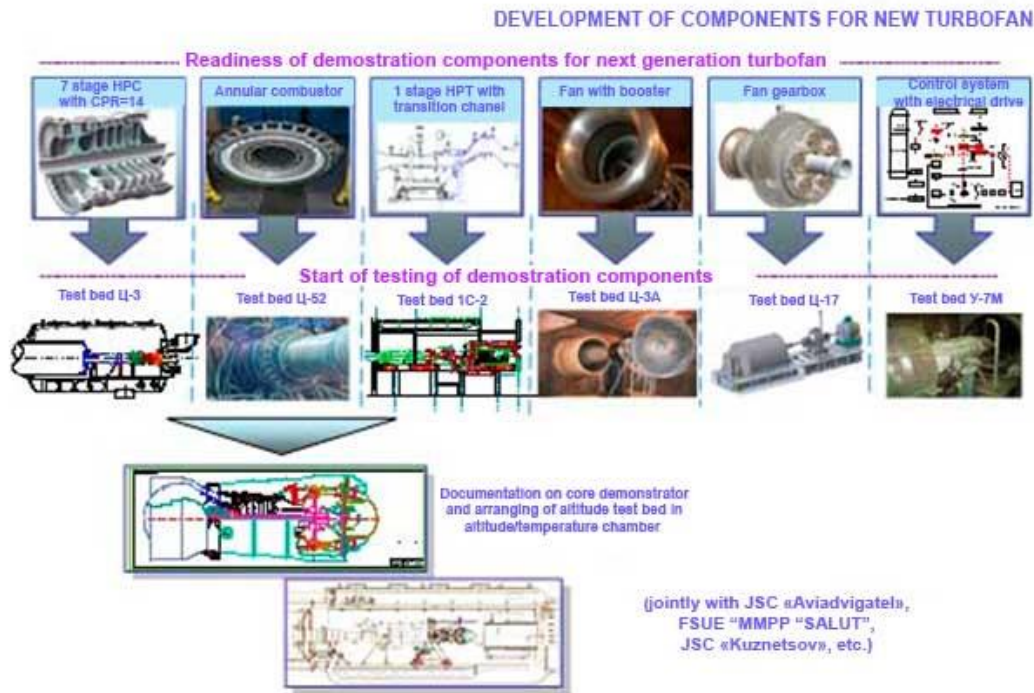 DEVELOPMENT OF COMPONENTS FOR NEW TURBOFAN
Readiness of demostration components for next generation turbofan
7 stage HPC
with CPR=14
Annular combustor
1 stage HPT with
transition chanel
Fan with booster
Fan gearbox
Control system
with electrical drive
Start of testing of demostration components
Test bed Ц-3
Test bed Ц-52
Test bed 1С-2
Test bed Ц-3А
Test bed Ц-17
Test bed У-7М
Documentation on core demonstrator
and arranging of altitude test bed in
altitude/temperature chamber
(jointly with JSC «Aviadvigatel»,
FSUE “MMPP “SALUT”,
JSC «Kuznetsov», etc.)